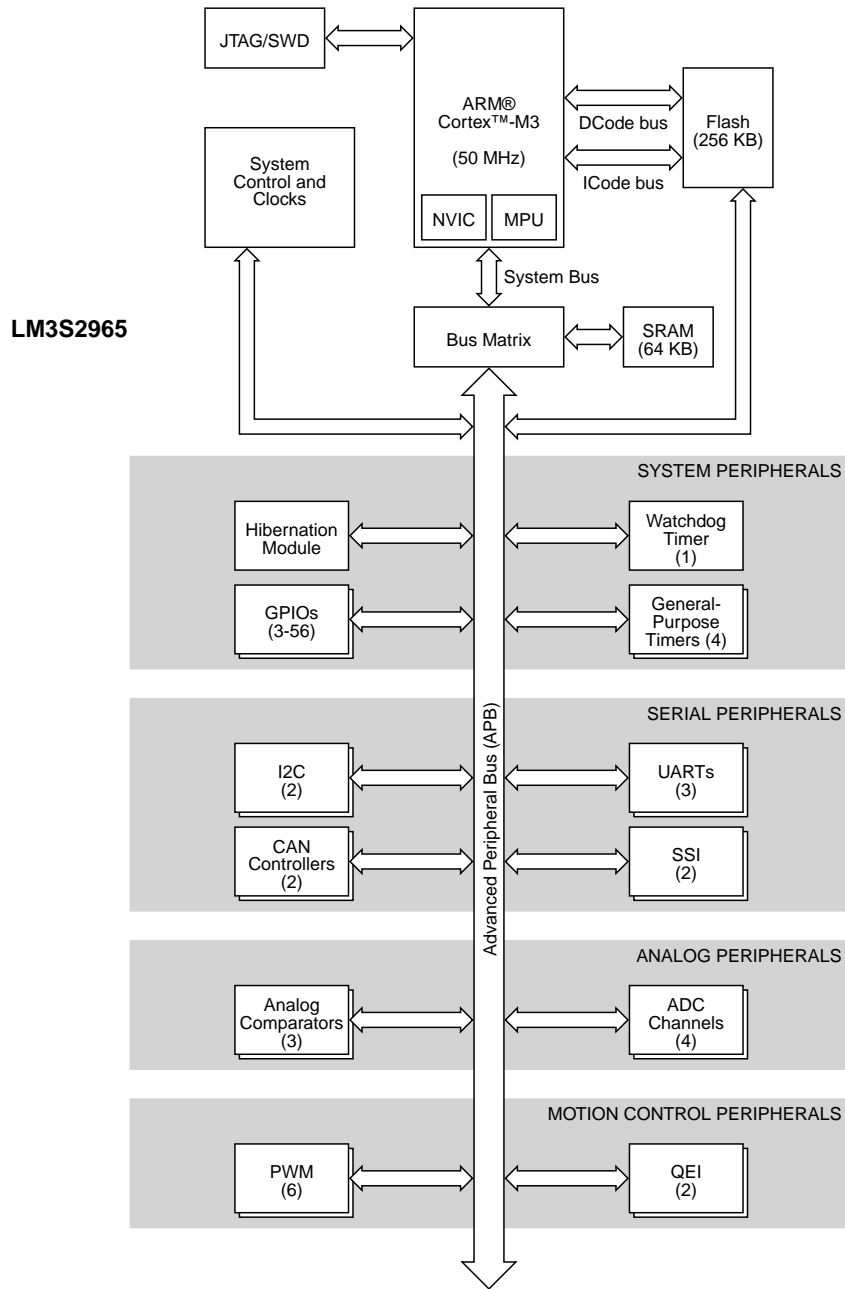 JTAG/SWD
ARM®
Cortex™-M3
(50 MHz)
NVIC
MPU
DCode bus
ICode bus
Flash
(256 KB)
System
Control and
Clocks
System Bus
LM3S2965
Bus Matrix
SRAM
(64 KB)
SYSTEM PERIPHERALS
Hibernation
Module
Watchdog
Timer
(1)
GPIOs
(3-56)
General-
Purpose
Timers (4)
Advanced Peripheral Bus (APB)
SERIAL PERIPHERALS
I2C
(2)
UARTs
(3)
CAN
Controllers
(2)
SSI
(2)
ANALOG PERIPHERALS
Analog
Comparators
(3)
ADC
Channels
(4)
MOTION CONTROL PERIPHERALS
PWM
(6)
QEI
(2)